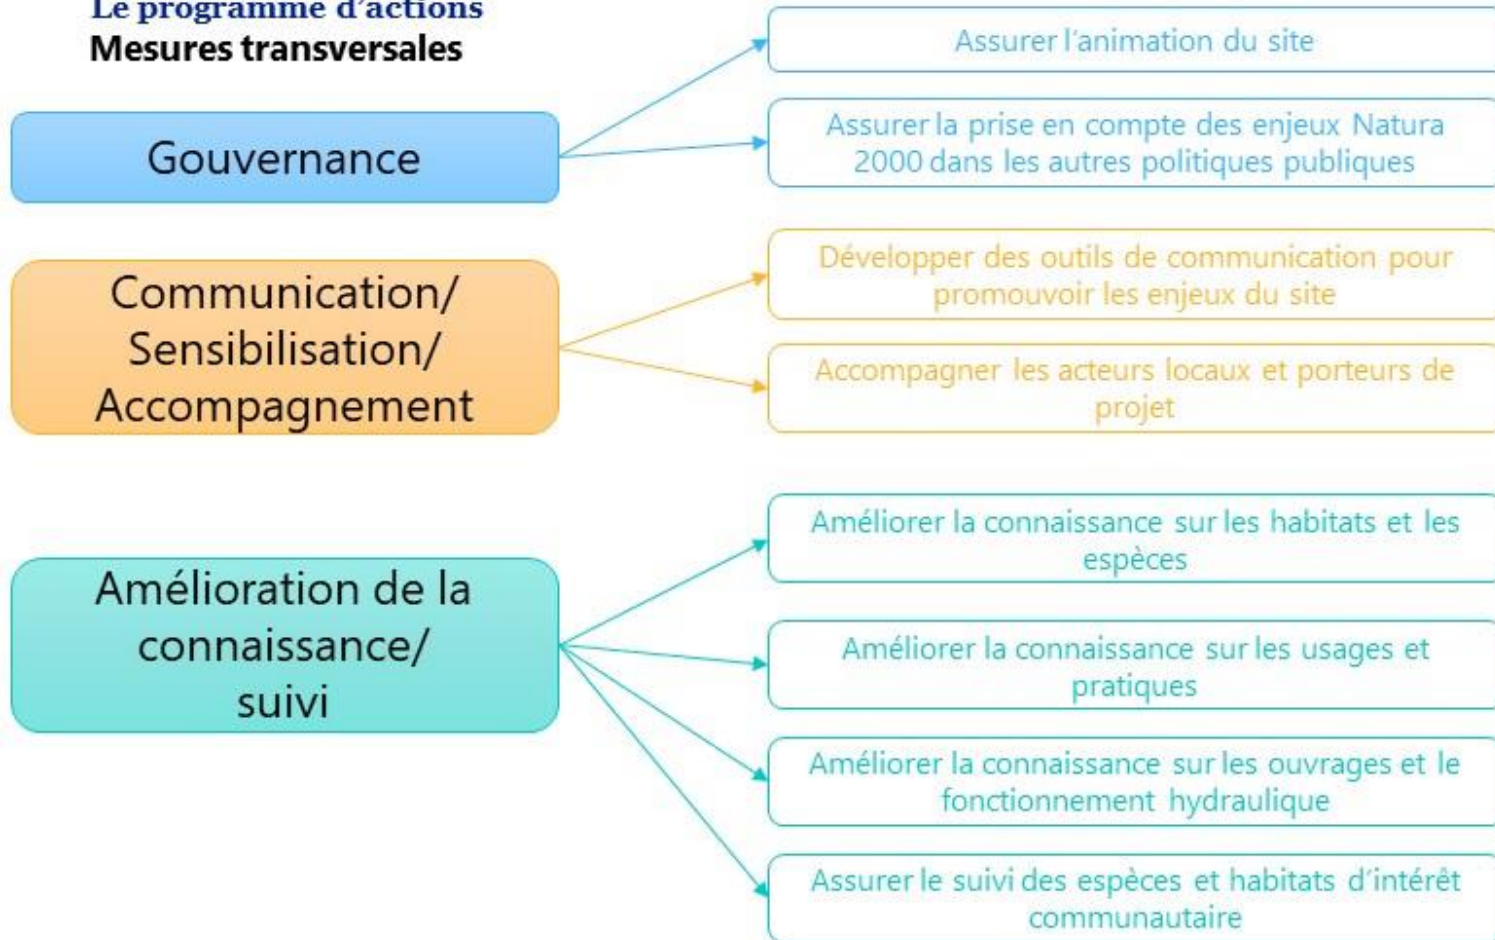 Le programme d'actions
Mesures transversales
Gouvernance
Assurer l'animation du site
Assurer la prise en compte des enjeux Natura
2000 dans les autres politiques publiques
Communication/
Sensibilisation/
Accompagnement
Développer des outils de communication pour
promouvoir les enjeux du site
Accompagner les acteurs locaux et porteurs de
projet
Amélioration de la
connaissance/
suivi
Améliorer la connaissance sur les habitats et les
espèces
Améliorer la connaissance sur les usages et
pratiques
Améliorer la connaissance sur les ouvrages et le
fonctionnement hydraulique
Assurer le suivi des espèces et habitats d'intérêt
communautaire